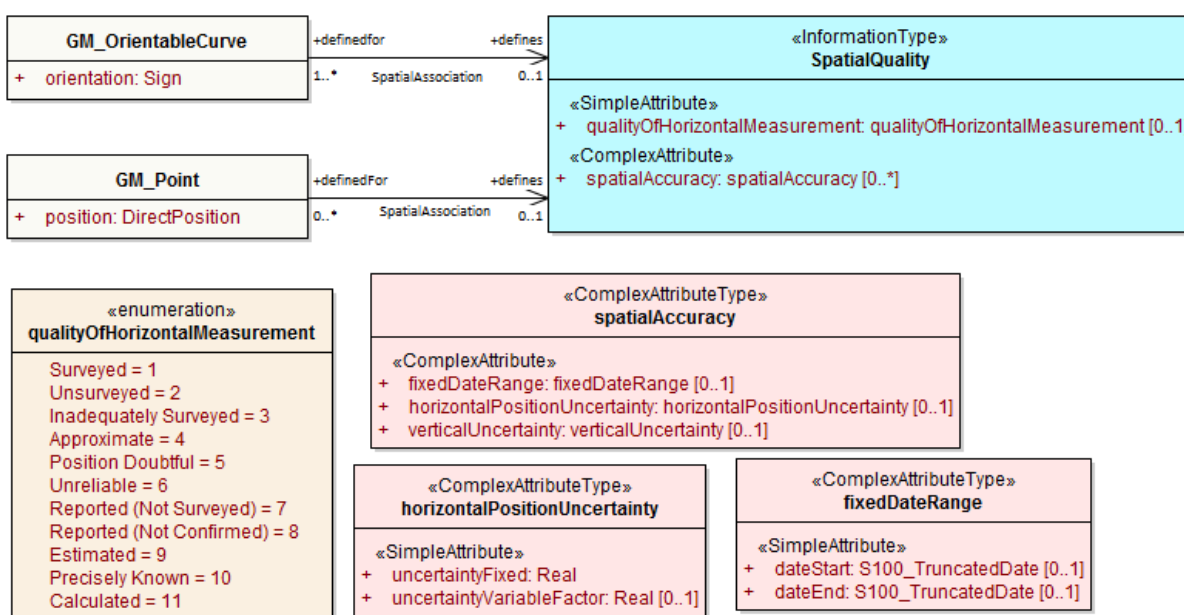 GM_OrientableCurve
+ orientation: Sign
+definedfor
+defines
1..*
SpatialAssociation
0..1
«InformationType»
SpatialQuality
«SimpleAttribute»
+ qualityOfHorizontalMeasurement: qualityOfHorizontalMeasurement [0..1
«ComplexAttribute»
+ spatialAccuracy: spatialAccuracy [0..*]
GM_Point
+ position: DirectPosition
+definedFor
+defines
0..*
SpatialAssociation
0..1
«enumeration»
qualityOfHorizontalMeasurement
Surveyed = 1
Unsurveyed = 2
Inadequately Surveyed = 3
Approximate = 4
Position Doubtful = 5
Unreliable = 6
Reported (Not Surveyed) = 7
Reported (Not Confirmed) = 8
Estimated = 9
Precisely Known = 10
Calculated = 11
«ComplexAttributeType»
spatialAccuracy
«ComplexAttribute»
+ fixedDateRange: fixedDateRange [0..1]
+ horizontalPositionUncertainty: horizontalPositionUncertainty [0..1]
+ verticalUncertainty: verticalUncertainty [0..1]
«ComplexAttributeType»
horizontalPositionUncertainty
«SimpleAttribute»
+ uncertaintyFixed: Real
+ uncertaintyVariableFactor: Real [0..1]
«ComplexAttributeType»
fixedDateRange
«SimpleAttribute»
+ dateStart: S100_TruncatedDate [0..1]
+ dateEnd: S100_TruncatedDate [0..1]